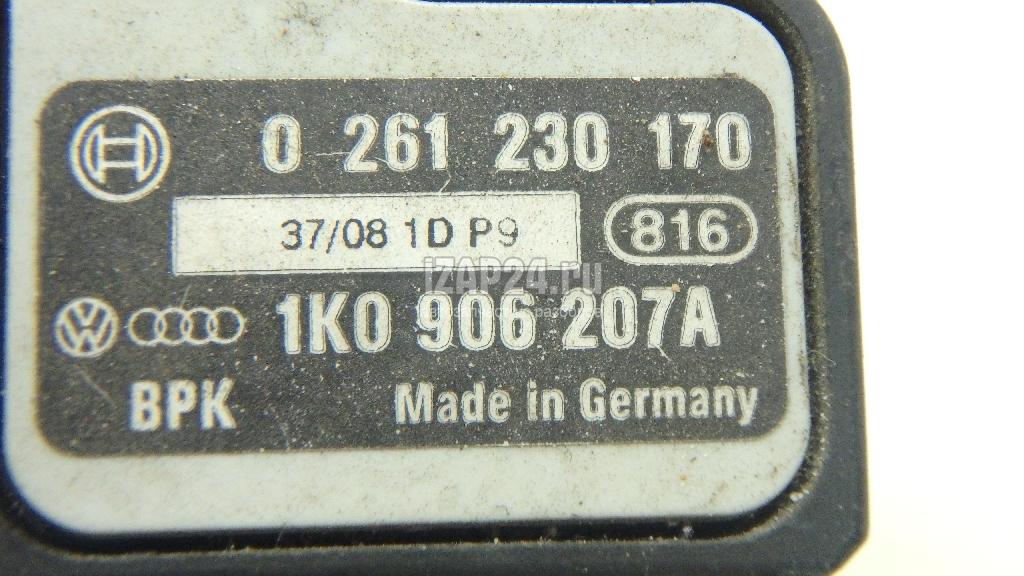 0 261 230 170
37/08 1D P9 816
iZAP24.ru
1K0 906 207A
BPK Made in Germany